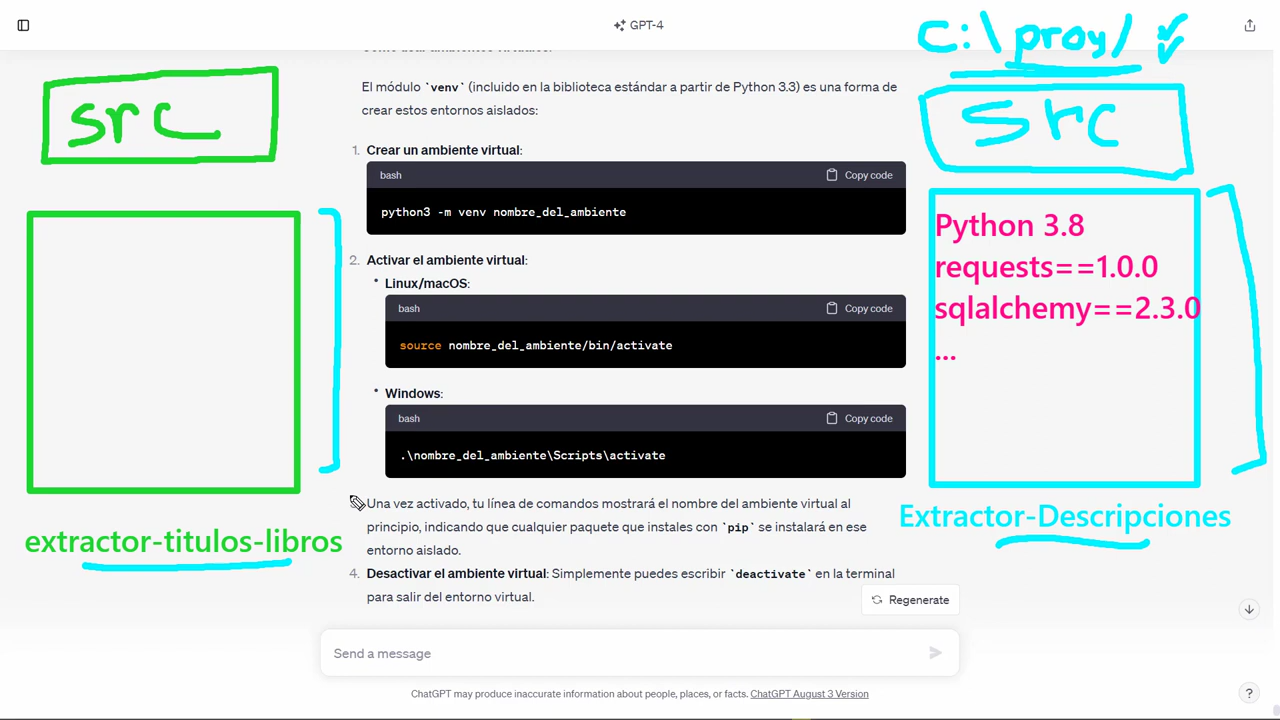 GPT-4
C:\proy/
src
src
Cómo usar ambientes virtuales:
El módulo `venv` (incluido en la biblioteca estándar a partir de Python 3.3) es una forma de
crear estos entornos aislados:
1. Crear un ambiente virtual:
bash
Copy code
python3 -m venv nombre_del_ambiente
2. Activar el ambiente virtual:
• Linux/macOS:
bash
Copy code
source nombre_del_ambiente/bin/activate
• Windows:
bash
Copy code
.\nombre_del_ambiente\Scripts\activate
Una vez activado, tu línea de comandos mostrará el nombre del ambiente virtual al
principio, indicando que cualquier paquete que instales con `pip` se instalará en ese
entorno aislado.
4. Desactivar el ambiente virtual: Simplemente puedes escribir `deactivate` en la terminal
para salir del entorno virtual.
Python 3.8
requests==1.0.0
sqlalchemy==2.3.0
...
extractor-titulos-libros
Extractor-Descripciones
Regenerate
Send a message
ChatGPT may produce inaccurate information about people, places, or facts. ChatGPT August 3 Version
?